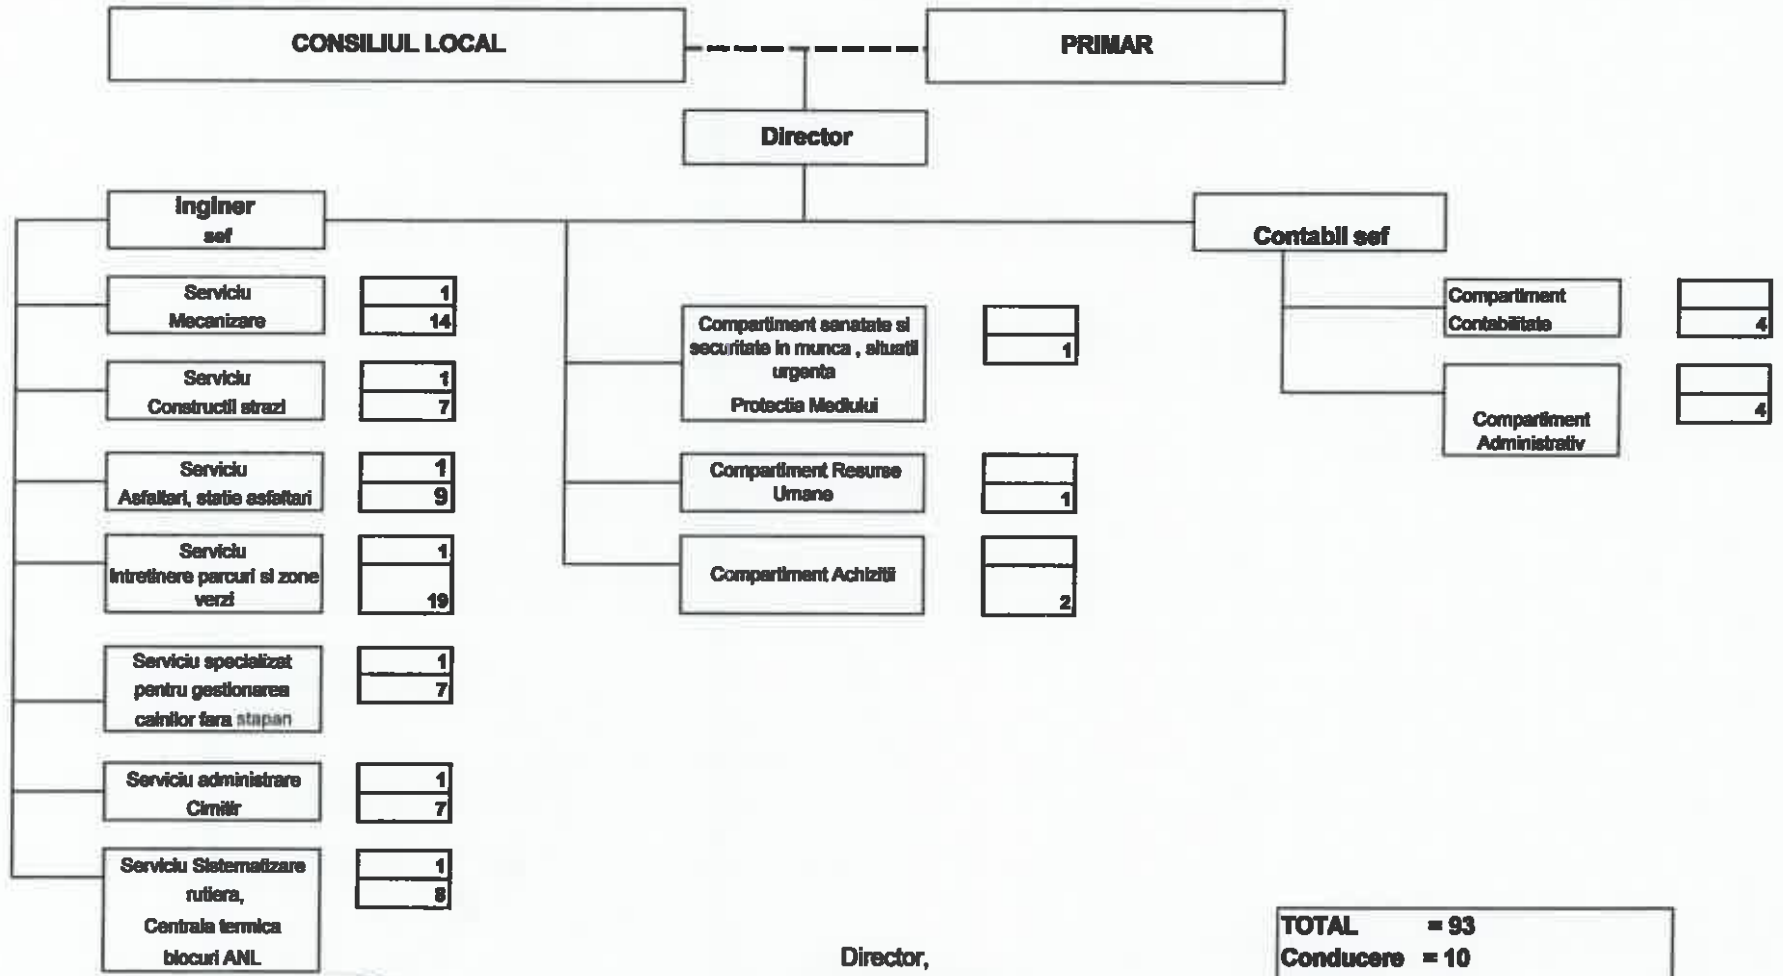 CONSILIUL LOCAL
PRIMAR
Director
Inginer
sef
Contabil sef
Serviciu
Mecanizare
1
14
Serviciu
Constructii strazi
1
7
Serviciu
Asfaltari, statie asfaltari
1
9
Serviciu
Intretinere parcuri si zone
verzi
1
19
Serviciu specializat
pentru gestionarea
cainilor fara stapan
1
7
Serviciu administrare
Cimitir
1
7
Serviciu Sistematizare
rutiera,
Centrala termica
blocuri ANL
1
8
Compartiment sanatate si
securitate in munca , situatii
urgenta
Protectia Mediului
1
Compartiment Resurse
Umane
1
Compartiment Achizitii
2
Compartiment
Contabilitate
4
Compartiment
Administrativ
4
Director,
TOTAL = 93
Conducere = 10